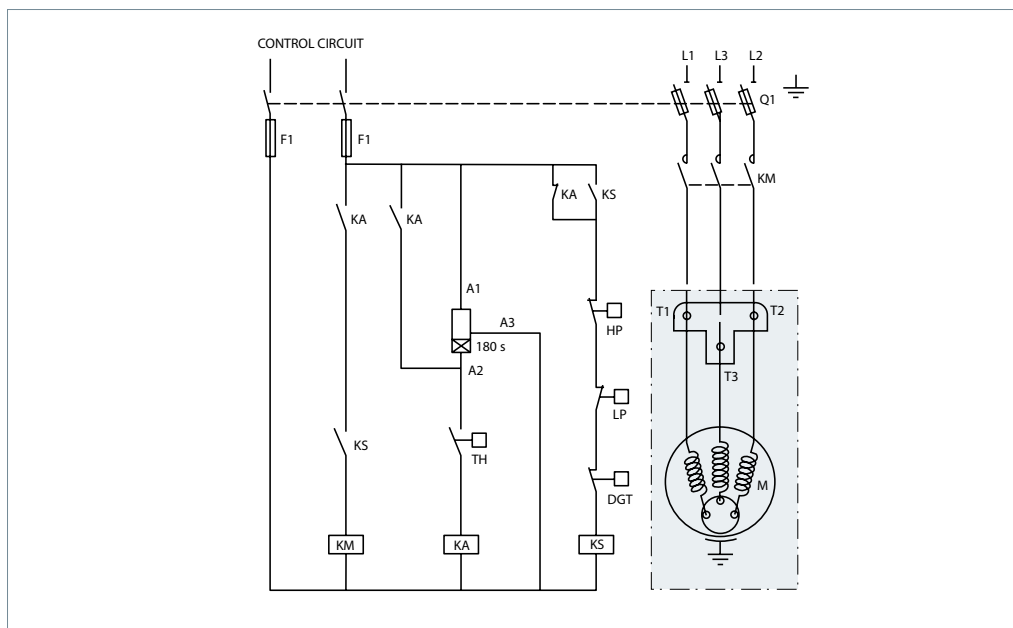 CONTROL CIRCUIT
L1 L3 L2
Q1
F1 F1
KA KS KM
KA KA
A1
HP
T1 T2
A3
180 s
A2
T3
LP
KS
TH
M
DGT
KM KA KS